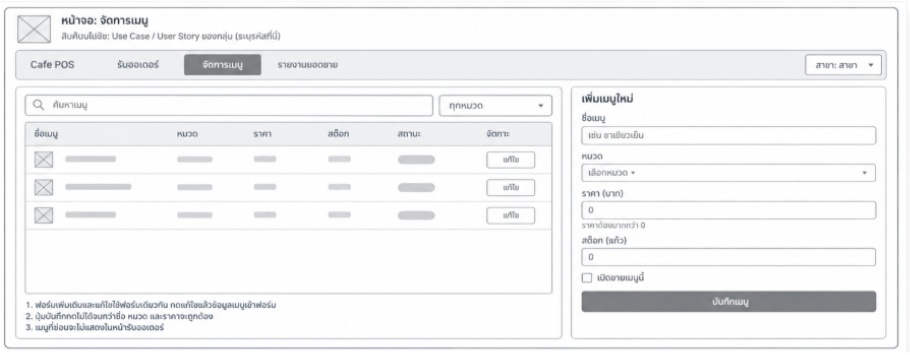 หน้าจอ: จัดการเมนู
Use Case / User Story ของกลุ่ม (ระบุรหัสที่นี่)
Cafe POS รับออเดอร์ จัดการเมนู รายงานยอดขาย สาขา: สาขา
ค้นหาเมนู ทุกหมวด
ชื่อเมนู หมวด ราคา สต็อก สถานะ
แก้ไข
แก้ไข
แก้ไข
1. ฟอร์มเพิ่มเติมและแก้ไขใช้ฟอร์มเดียวกัน กดแก้ไขแล้วข้อมูลเมนูเข้าฟอร์ม
2. ปุ่มบันทึกกดไม่ได้จนกว่าชื่อ หมวด และราคาจะถูกต้อง
3. เมนูที่ซ่อนจะไม่แสดงในหน้ารับออเดอร์
เพิ่มเมนูใหม่
ชื่อเมนู
เช่น ชาเขียวเย็น
หมวด
เลือกหมวด
ราคา (บาท)
0
ราคาต้องมากกว่า 0
สต็อก (แก้ว)
0
เปิดขายเมนูนี้
บันทึกเมนู